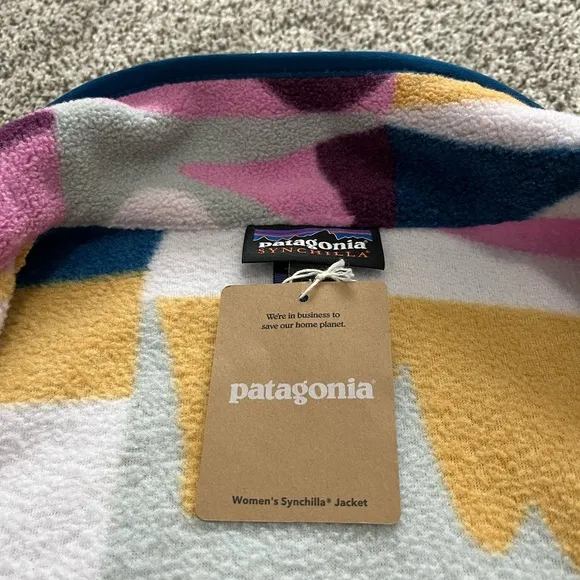 patagonia
SYNCHILLA
We're in business to
save our home planet.
patagonia®
Women's Synchilla® Jacket